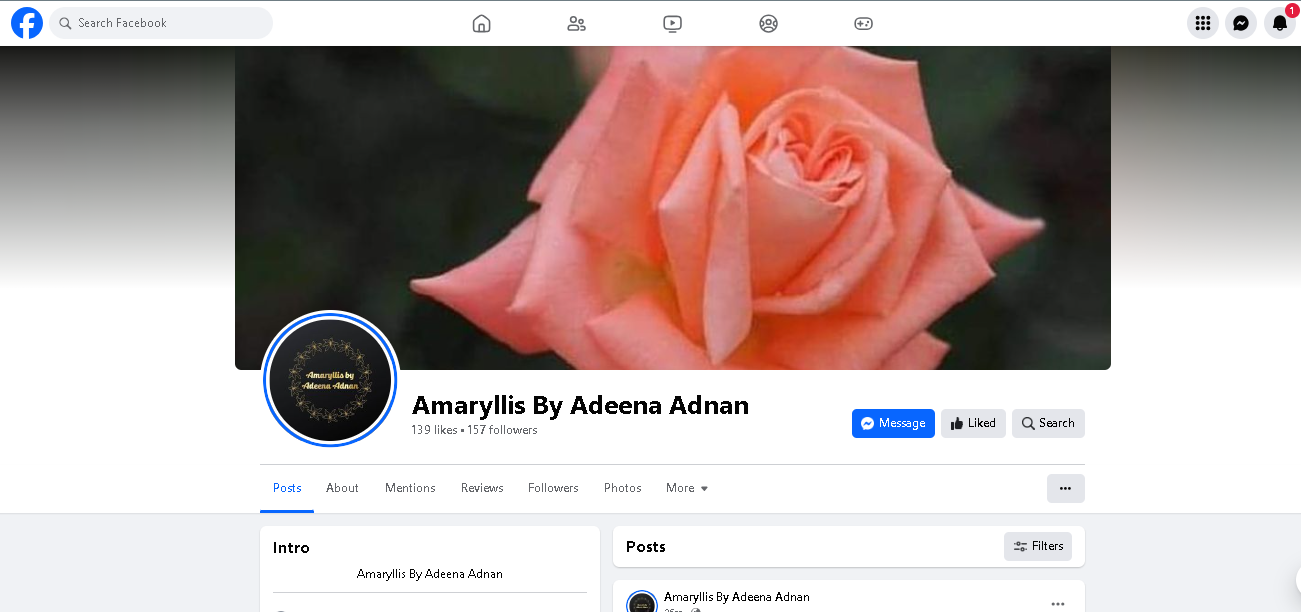 Search Facebook
1
Amaryllis by
Adeena Adnan
Amaryllis By Adeena Adnan
139 likes • 157 followers
Message
Liked
Search
Posts
About
Mentions
Reviews
Followers
Photos
More
Intro
Amaryllis By Adeena Adnan
Posts
Filters
Amaryllis By Adeena Adnan